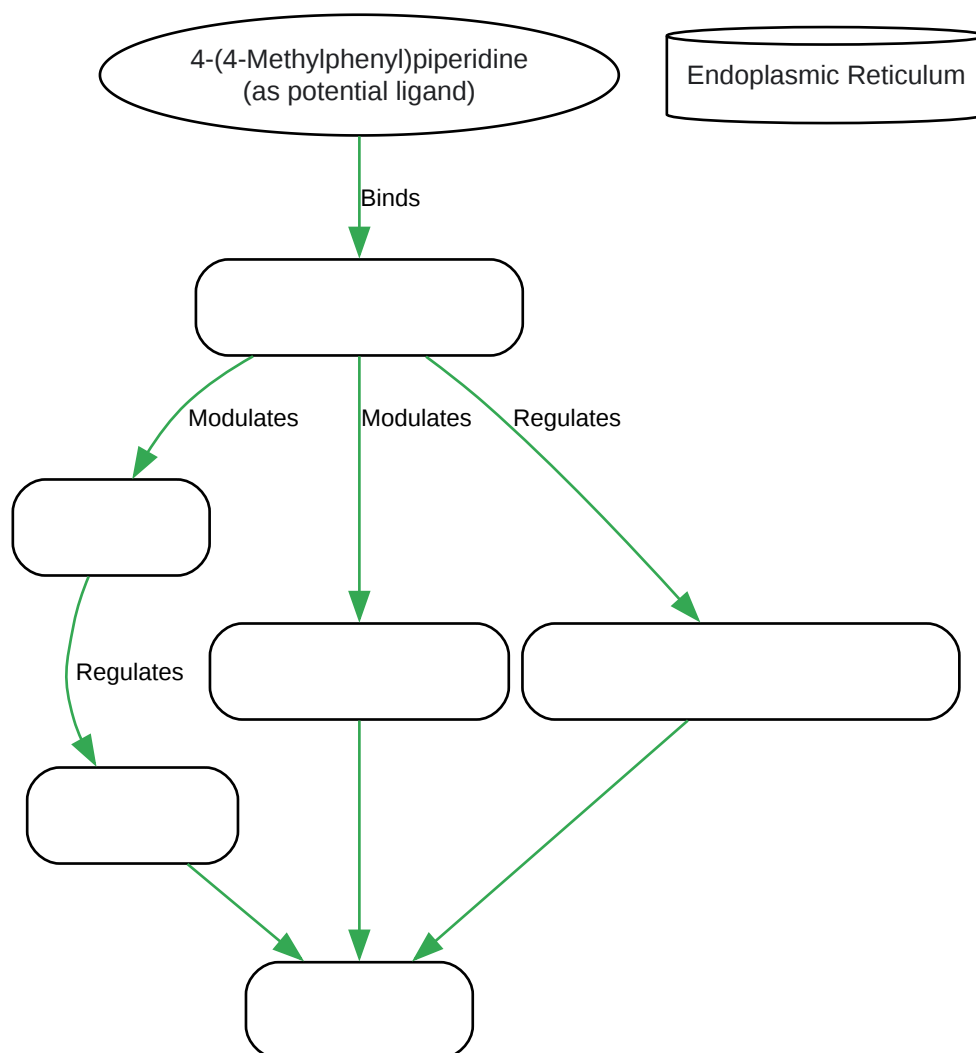 4-(4-Methylphenyl)piperidine
(as potential ligand)
Endoplasmic Reticulum
Binds
Modulates
Modulates
Regulates
Regulates